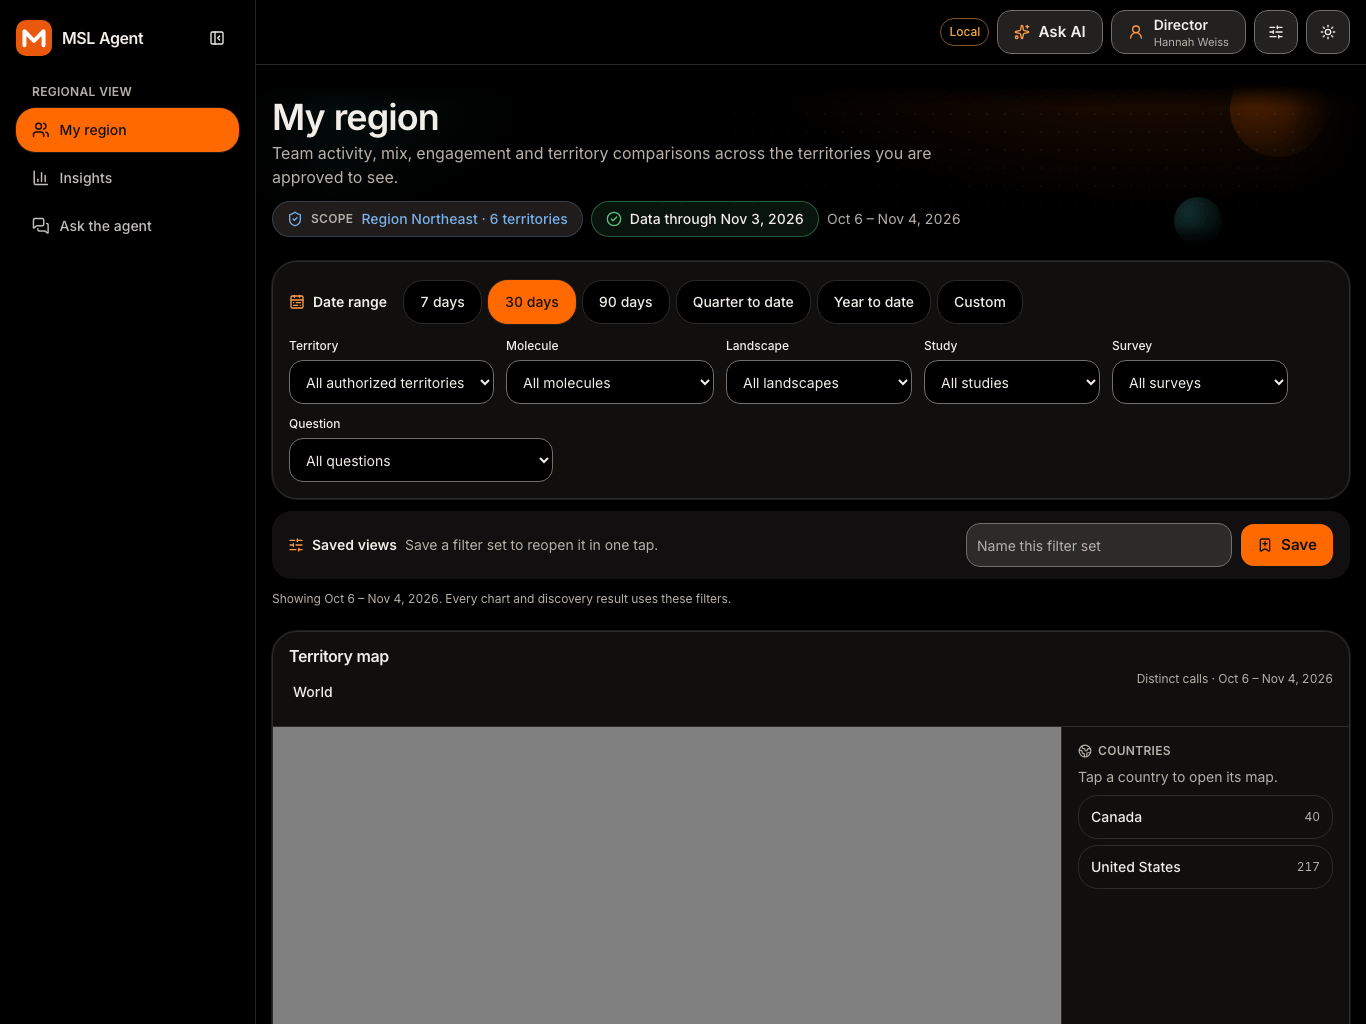 MSL Agent
REGIONAL VIEW
My region
Insights
Ask the agent
Local
Ask AI
Director
Hannah Weiss
My region
Team activity, mix, engagement and territory comparisons across the territories you are
approved to see.
SCOPE Region Northeast · 6 territories
Data through Nov 3, 2026
Oct 6 – Nov 4, 2026
Date range
7 days
30 days
90 days
Quarter to date
Year to date
Custom
Territory
All authorized territories
Molecule
All molecules
Landscape
All landscapes
Study
All studies
Survey
All surveys
Question
All questions
Saved views Save a filter set to reopen it in one tap.
Name this filter set
Save
Showing Oct 6 – Nov 4, 2026. Every chart and discovery result uses these filters.
Territory map
World
Distinct calls · Oct 6 – Nov 4, 2026
COUNTRIES
Tap a country to open its map.
Canada 40
United States 217